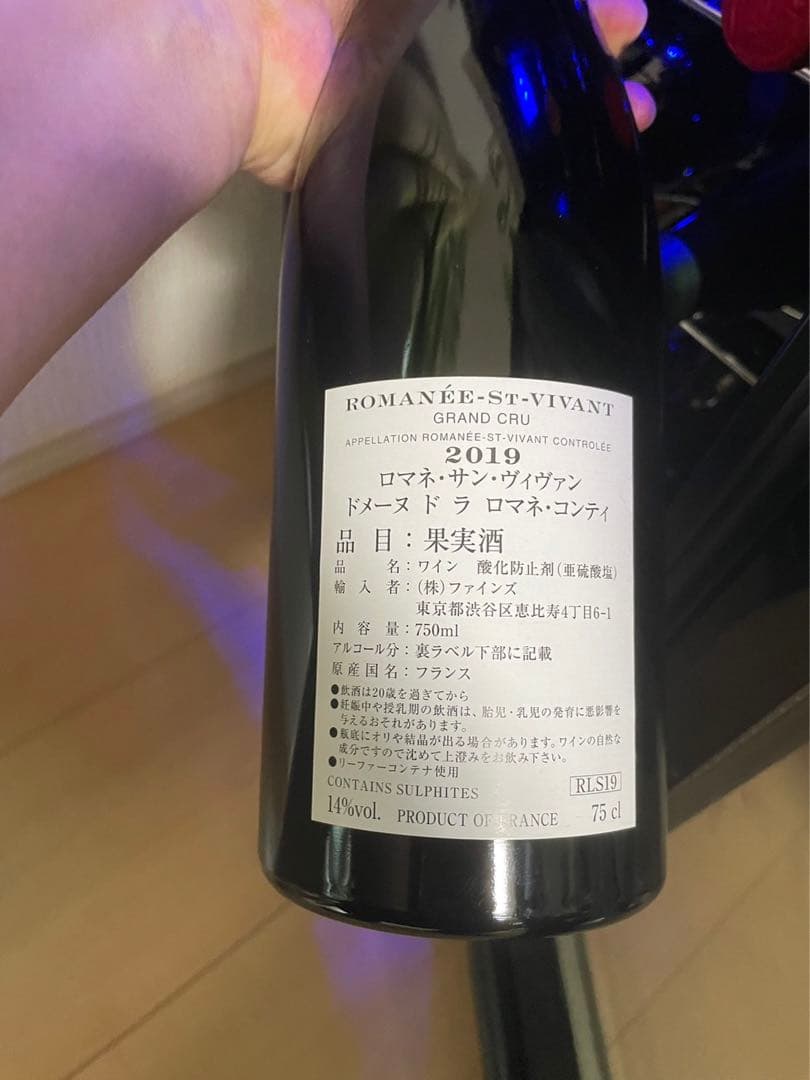 ROMANÉE-ST-VIVANT
GRAND CRU
APPELLATION ROMANÉE-ST-VIVANT CONTROLÉE
2019
ロマネ・サン・ヴィヴァン
ドメーヌ ド ラ ロマネ・コンティ
品 目：果実酒
品 名：ワイン 酸化防止剤（亜硫酸塩）
輸 入 者：（株）ファインズ
東京都渋谷区恵比寿4丁目6-1
内 容 量：750ml
アルコール分：裏ラベル下部に記載
原 産 国 名：フランス
●飲酒は20歳を過ぎてから
●妊娠中や授乳期の飲酒は、胎児・乳児の発育に悪影響を
与えるおそれがあります。
●瓶底にオリや結晶が出る場合があります。ワインの自然な
成分ですので沈めて上澄みをお飲み下さい。
●リーファーコンテナ使用
CONTAINS SULPHITES RLS19
14%vol. PRODUCT OF FRANCE 75 cl